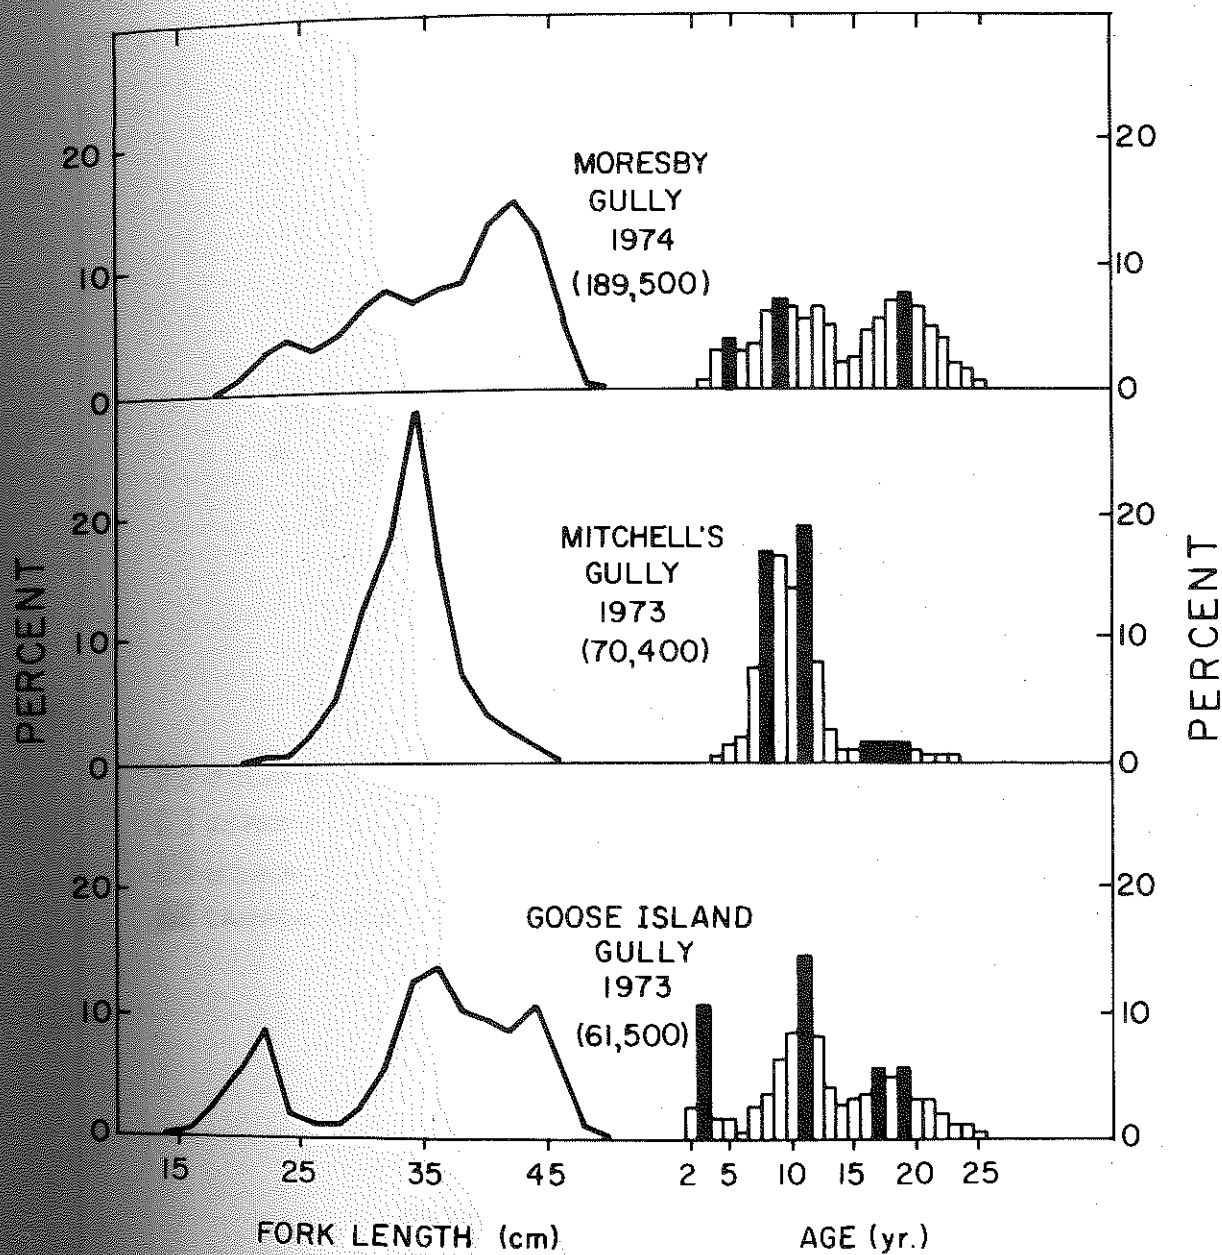 20
10
0
MORESBY
GULLY
1974
(189,500)
20
10
0
PERCENT
20
10
0
MITCHELL'S
GULLY
1973
(70,400)
20
10
0
PERCENT
20
10
0
GOOSE ISLAND
GULLY
1973
(61,500)
20
10
0
15 25 35 45
2 5 10 15 20 25
FORK LENGTH (cm)
AGE (yr.)